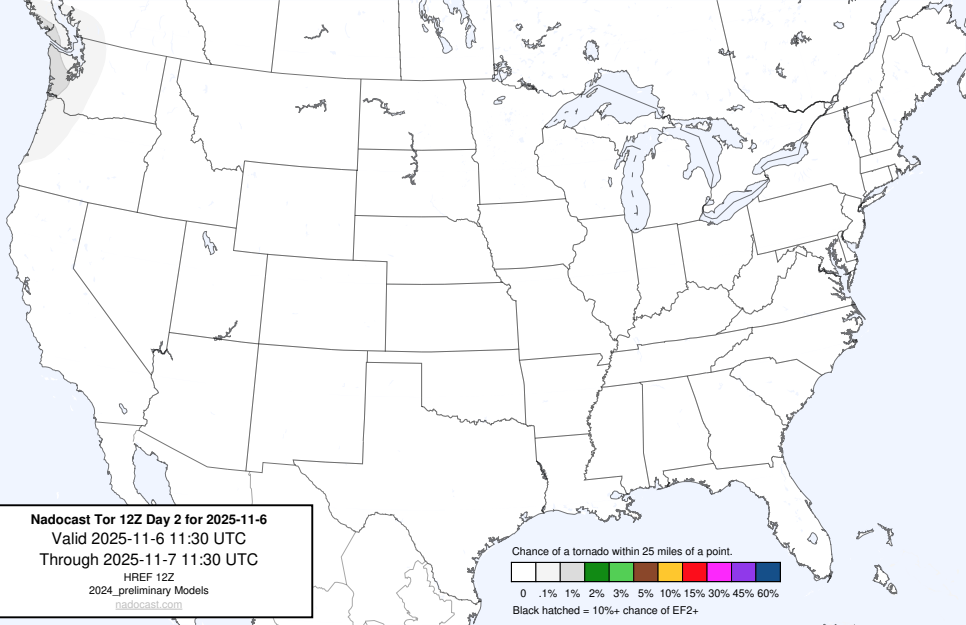 Nadocast Tor 12Z Day 2 for 2025-11-6
Valid 2025-11-6 11:30 UTC
Through 2025-11-7 11:30 UTC
HREF 12Z
2024_preliminary Models
nadocast.com
Chance of a tornado within 25 miles of a point.
0 .1% 1% 2% 3% 5% 10% 15% 30% 45% 60%
Black hatched = 10%+ chance of EF2+